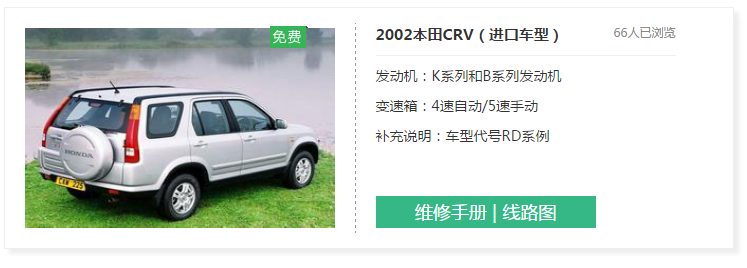 免费
HONDA
2002本田CRV（进口车型）
66人已浏览
发动机：K系列和B系列发动机
变速箱：4速自动/5速手动
补充说明：车型代号RD系例
维修手册 | 线路图